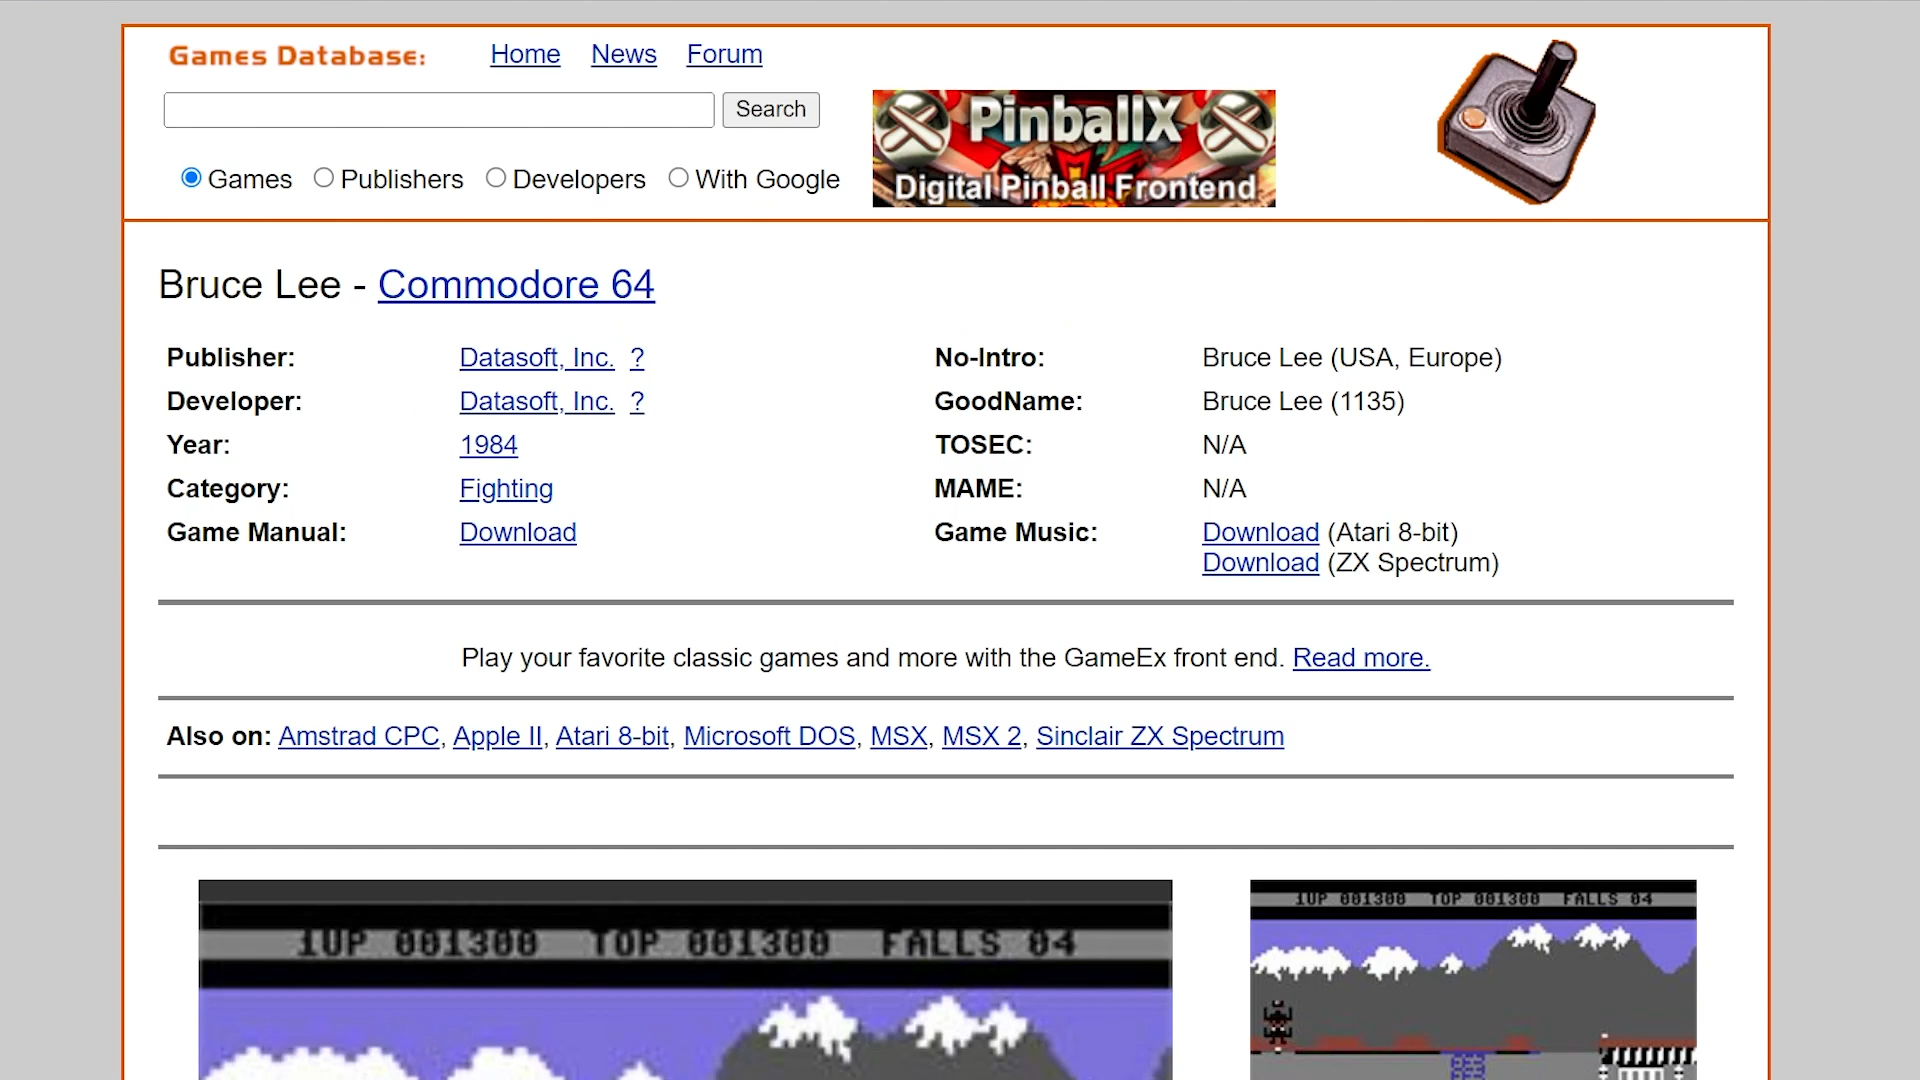 Games Database: Home News Forum
Search
Games Publishers Developers With Google
PinballX
Digital Pinball Frontend
Bruce Lee - Commodore 64
Publisher: Datasoft, Inc. ? No-Intro: Bruce Lee (USA, Europe)
Developer: Datasoft, Inc. ? GoodName: Bruce Lee (1135)
Year: 1984 TOSEC: N/A
Category: Fighting MAME: N/A
Game Manual: Download Game Music: Download (Atari 8-bit)
Download (ZX Spectrum)
Play your favorite classic games and more with the GameEx front end. Read more.
Also on: Amstrad CPC, Apple II, Atari 8-bit, Microsoft DOS, MSX, MSX 2, Sinclair ZX Spectrum
1UP 001300 TOP 001300 FALLS 04
1UP 001300 TOP 001300 FALLS 04